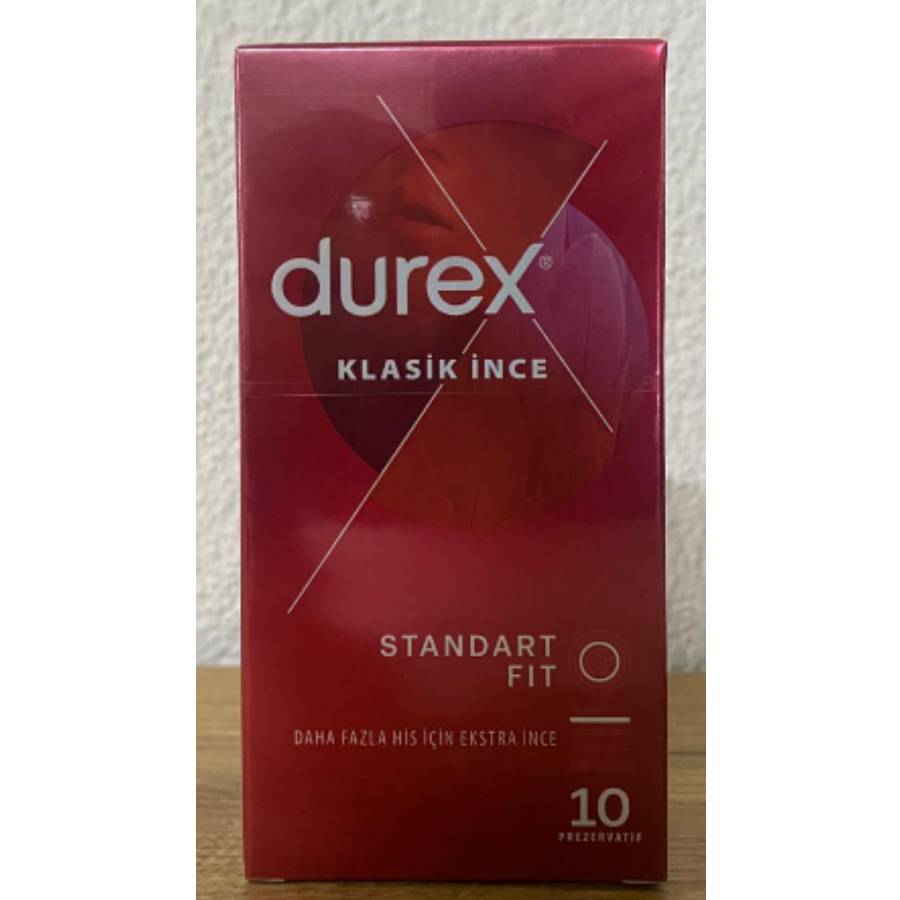 durex
KLASİK İNCE
STANDART
FIT
DAHA FAZLA HİS İÇİN EKSTRA İNCE
10
PREZERVATİF